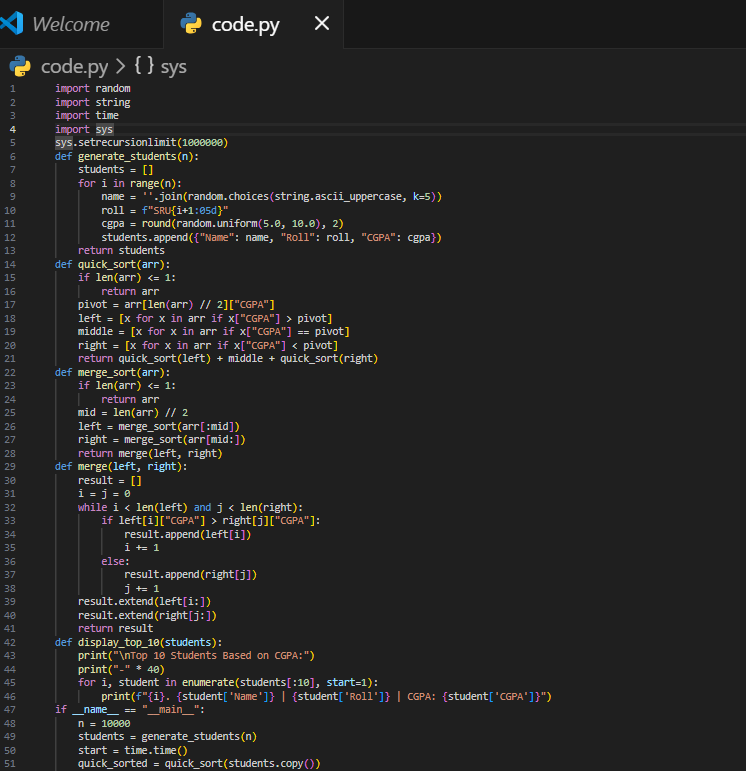 Welcome
code.py ×
code.py > { } sys
1 import random
2 import string
3 import time
4 import sys
5 sys.setrecursionlimit(1000000)
6 def generate_students(n):
7     students = []
8     for i in range(n):
9         name = ''.join(random.choices(string.ascii_uppercase, k=5))
10         roll = f"SRU{i+1:05d}"
11         cgpa = round(random.uniform(5.0, 10.0), 2)
12         students.append({"Name": name, "Roll": roll, "CGPA": cgpa})
13     return students
14 def quick_sort(arr):
15     if len(arr) <= 1:
16         return arr
17     pivot = arr[len(arr) // 2]["CGPA"]
18     left = [x for x in arr if x["CGPA"] > pivot]
19     middle = [x for x in arr if x["CGPA"] == pivot]
20     right = [x for x in arr if x["CGPA"] < pivot]
21     return quick_sort(left) + middle + quick_sort(right)
22 def merge_sort(arr):
23     if len(arr) <= 1:
24         return arr
25     mid = len(arr) // 2
26     left = merge_sort(arr[:mid])
27     right = merge_sort(arr[mid:])
28     return merge(left, right)
29 def merge(left, right):
30     result = []
31     i = j = 0
32     while i < len(left) and j < len(right):
33         if left[i]["CGPA"] > right[j]["CGPA"]:
34             result.append(left[i])
35             i += 1
36         else:
37             result.append(right[j])
38             j += 1
39     result.extend(left[i:])
40     result.extend(right[j:])
41     return result
42 def display_top_10(students):
43     print("\nTop 10 Students Based on CGPA:")
44     print("-" * 40)
45     for i, student in enumerate(students[:10], start=1):
46         print(f"{i}. {student['Name']} | {student['Roll']} | CGPA: {student['CGPA']}")
47 if __name__ == "__main__":
48     n = 10000
49     students = generate_students(n)
50     start = time.time()
51     quick_sorted = quick_sort(students.copy())